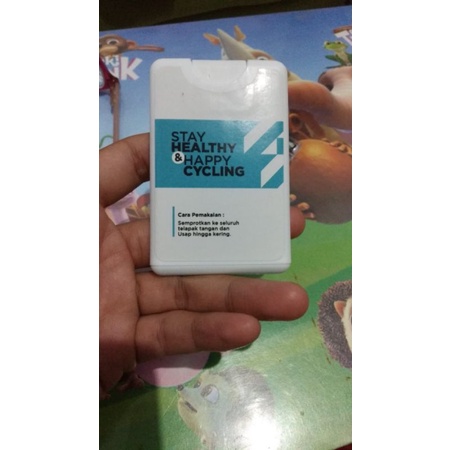 STAY
HEALTHY
& HAPPY
CYCLING
Cara Pemakaian :
Semprotkan ke seluruh
telapak tangan dan
Usap hingga kering.